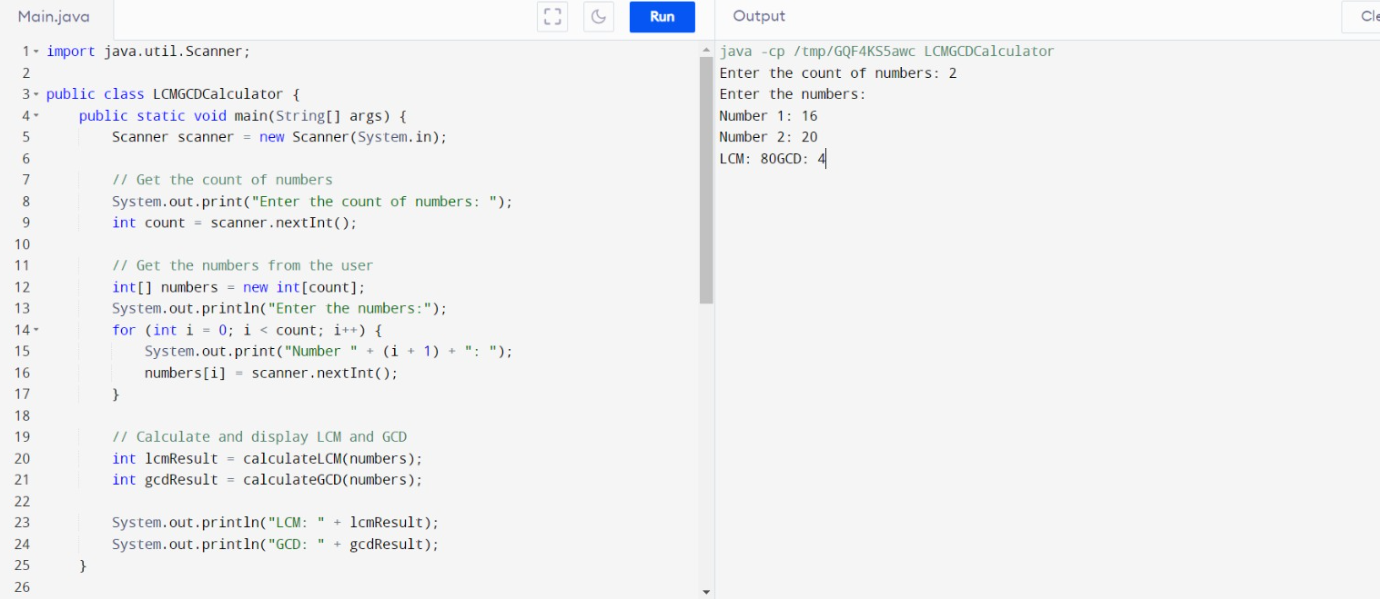 Main.java
Run
Output
1 import java.util.Scanner;
2
3 public class LCMGCDCalculator {
4     public static void main(String[] args) {
5         Scanner scanner = new Scanner(System.in);
6
7         // Get the count of numbers
8         System.out.print("Enter the count of numbers: ");
9         int count = scanner.nextInt();
10
11         // Get the numbers from the user
12         int[] numbers = new int[count];
13         System.out.println("Enter the numbers:");
14         for (int i = 0; i < count; i++) {
15             System.out.print("Number " + (i + 1) + ": ");
16             numbers[i] = scanner.nextInt();
17         }
18
19         // Calculate and display LCM and GCD
20         int lcmResult = calculateLCM(numbers);
21         int gcdResult = calculateGCD(numbers);
22
23         System.out.println("LCM: " + lcmResult);
24         System.out.println("GCD: " + gcdResult);
25     }
26
java -cp /tmp/GQF4KS5awc LCMGCDCalculator
Enter the count of numbers: 2
Enter the numbers:
Number 1: 16
Number 2: 20
LCM: 80GCD: 4